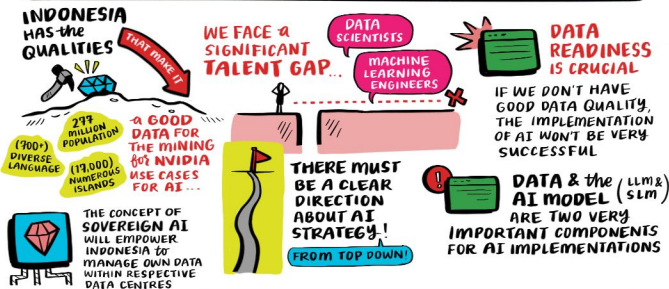 INDONESIA
HAS the
QUALITIES
THAT MAKE IT
277
MILLION
POPULATION
(700+)
DIVERSE
LANGUAGE
(17,000)
NUMEROUS
ISLANDS
a GOOD
DATA FOR
THE MINING
for NVIDIA
USE CASES
FOR AI...
THE CONCEPT OF
SOVEREIGN AI
WILL EMPOWER
INDONESIA to
MANAGE OWN DATA
WITHIN RESPECTIVE
DATA CENTRES
WE FACE a
SIGNIFICANT
TALENT GAP...
DATA
SCIENTISTS
MACHINE
LEARNING
ENGINEERS
THERE MUST
BE A CLEAR
DIRECTION
ABOUT AI
STRATEGY!
FROM TOP DOWN!
DATA
READINESS
IS CRUCIAL
IF WE DON'T HAVE
GOOD DATA QUALITY,
THE IMPLEMENTATION
OF AI WON'T BE VERY
SUCCESSFUL
!
DATA & the
AI MODEL (LLM &
SLM)
ARE TWO VERY
IMPORTANT COMPONENTS
FOR AI IMPLEMENTATIONS